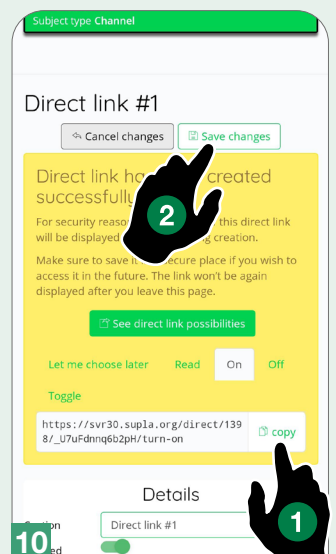 Subject type Channel
Direct link #1
Cancel changes
Save changes
Direct link created
successfully
For security this direct link
will be displayed creation.
Make sure to save place if you wish to
access it in the future. The link won't be again
displayed after you leave this page.
See direct link possibilities
Let me choose later Read On Off
Toggle
https://svr30.supla.org/direct/139
8/_U7uFdnnq6b2pH/turn-on
copy
Details
Direct link #1
2
1
10